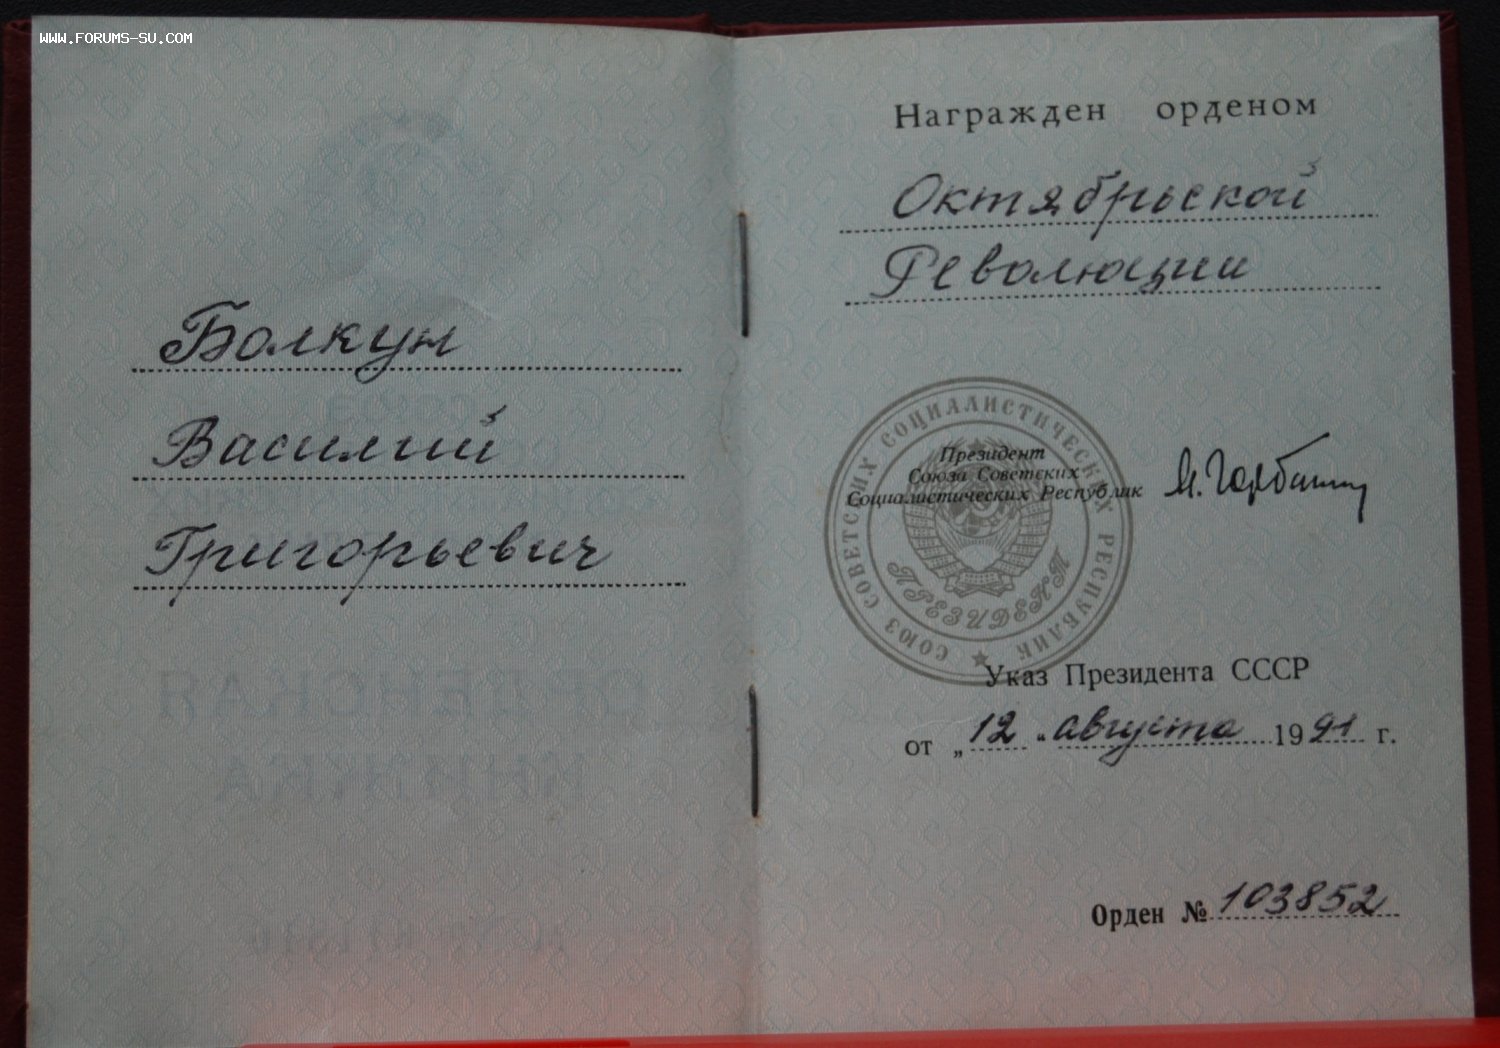 WWW.FORUMS-SU.COM
Болкун
Василий
Григорьевич
Награжден орденом
Октябрьской
Революции
СОЮЗ СОВЕТСКИХ СОЦИАЛИСТИЧЕСКИХ РЕСПУБЛИК
Президент
Союза Советских
Социалистических Республик
М. Горбачев
ПРЕЗИДЕНТ
Указ Президента СССР
от „12“ августа 1991 г.
Орден № 103852